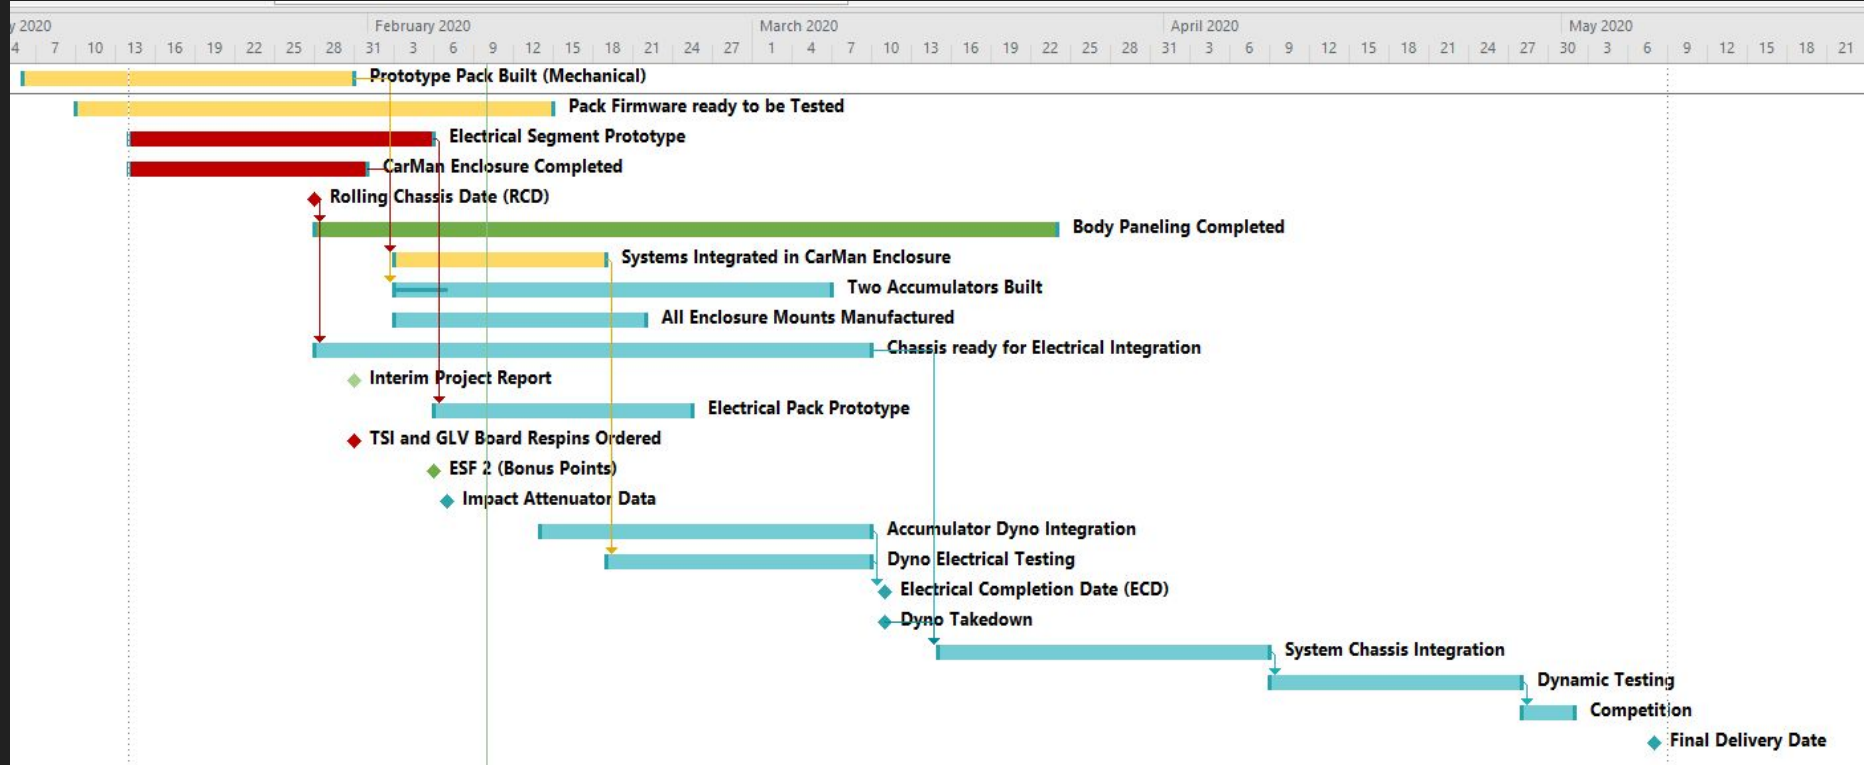 y 2020 February 2020 March 2020 April 2020 May 2020
4 7 10 13 16 19 22 25 28 31 3 6 9 12 15 18 21 24 27 1 4 7 10 13 16 19 22 25 28 31 3 6 9 12 15 18 21 24 27 30 3 6 9 12 15 18 21
Prototype Pack Built (Mechanical)
Pack Firmware ready to be Tested
Electrical Segment Prototype
CarMan Enclosure Completed
Rolling Chassis Date (RCD)
Body Paneling Completed
Systems Integrated in CarMan Enclosure
Two Accumulators Built
All Enclosure Mounts Manufactured
Chassis ready for Electrical Integration
Interim Project Report
Electrical Pack Prototype
TSI and GLV Board Respins Ordered
ESF 2 (Bonus Points)
Impact Attenuator Data
Accumulator Dyno Integration
Dyno Electrical Testing
Electrical Completion Date (ECD)
Dyno Takedown
System Chassis Integration
Dynamic Testing
Competition
Final Delivery Date